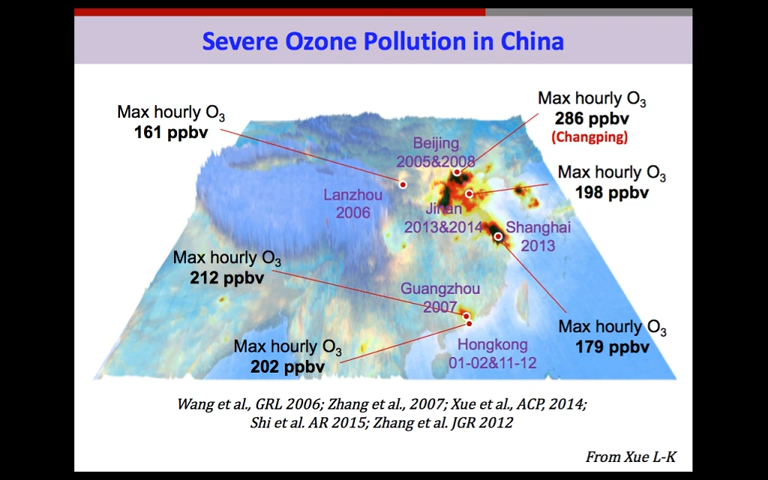 Severe Ozone Pollution in China
Max hourly O3
161 ppbv
Max hourly O3
286 ppbv
(Changping)
Beijing
2005&2008
Max hourly O3
198 ppbv
Lanzhou
2006
Jinan
2013&2014
Shanghai
2013
Max hourly O3
212 ppbv
Guangzhou
2007
Max hourly O3
179 ppbv
Max hourly O3
202 ppbv
Hongkong
01-02&11-12
Wang et al., GRL 2006; Zhang et al., 2007; Xue et al., ACP, 2014;
Shi et al. AR 2015; Zhang et al. JGR 2012
From Xue L-K